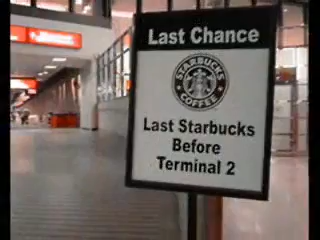 Last Chance
STARBUCKS
COFFEE
Last Starbucks
Before
Terminal 2